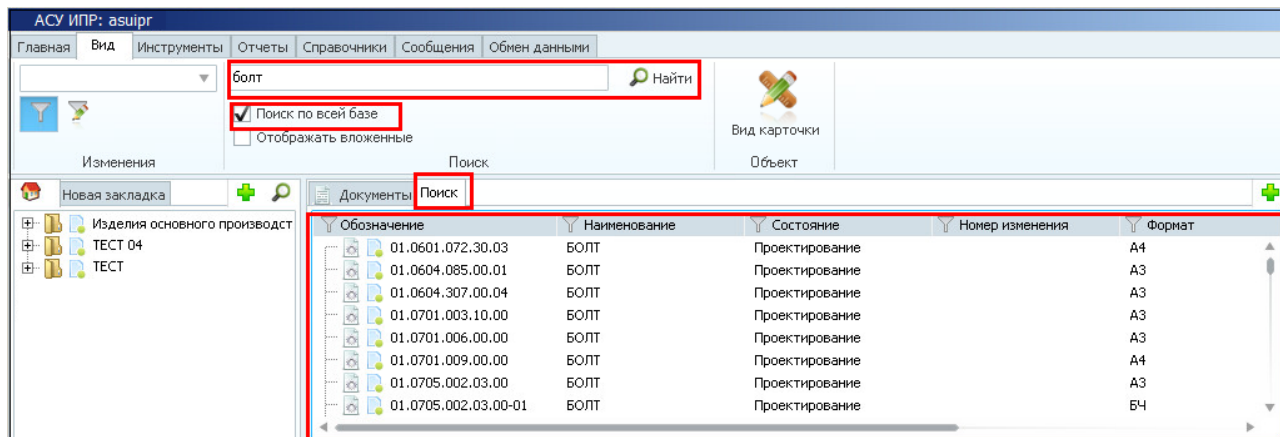 АСУ ИПР: asuipr
Главная Вид Инструменты Отчеты Справочники Сообщения Обмен данными
болт Найти
Поиск по всей базе
Отображать вложенные
Вид карточки
Изменения Поиск Объект
Новая закладка Документы Поиск
Изделия основного производст
ТЕСТ 04
ТЕСТ
Обозначение Наименование Состояние Номер изменения Формат
01.0601.072.30.03 БОЛТ Проектирование А4
01.0604.085.00.01 БОЛТ Проектирование А3
01.0604.307.00.04 БОЛТ Проектирование А3
01.0701.003.10.00 БОЛТ Проектирование А3
01.0701.006.00.00 БОЛТ Проектирование А3
01.0701.009.00.00 БОЛТ Проектирование А4
01.0705.002.03.00 БОЛТ Проектирование А3
01.0705.002.03.00-01 БОЛТ Проектирование БЧ